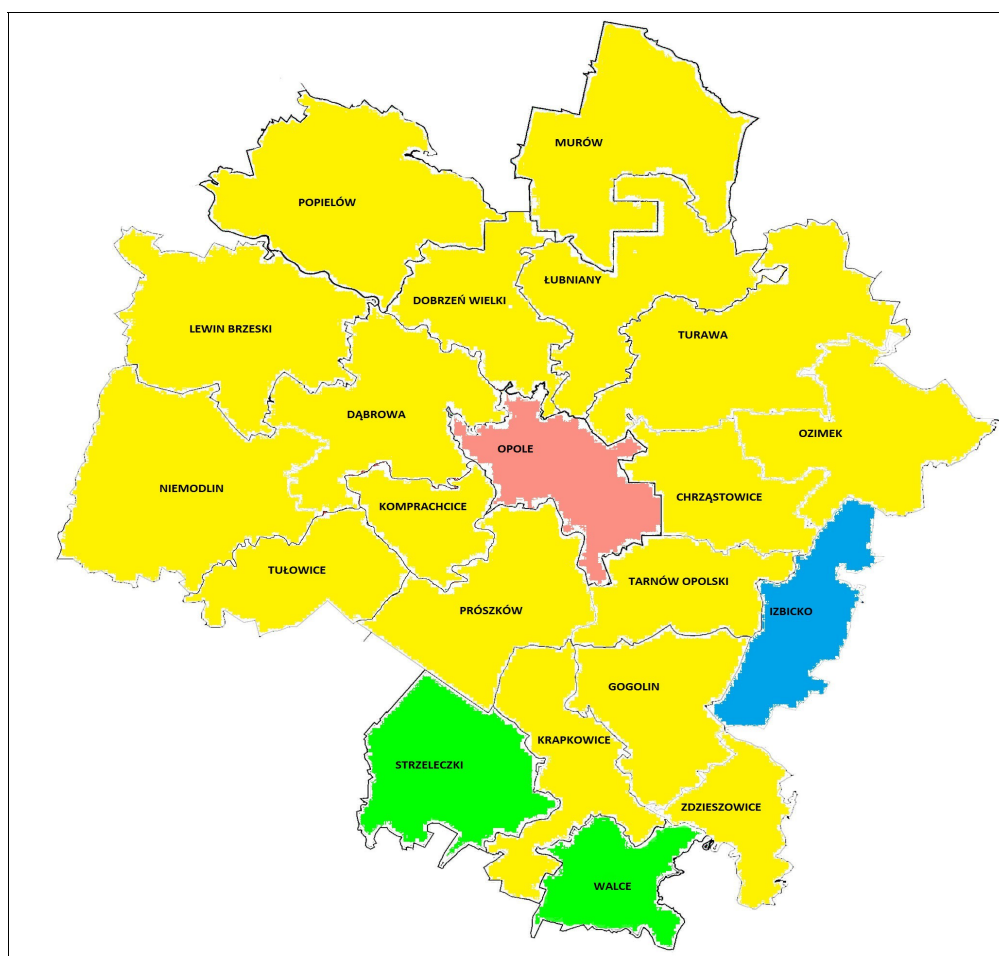 MURÓW
POPIELÓW
ŁUBNIANY
DOBRZEŃ WIELKI
LEWIN BRZESKI
TURAWA
DĄBROWA
OZIMEK
OPOLE
NIEMODLIN
CHRZĄSTOWICE
KOMPRACHCICE
TUŁOWICE
TARNÓW OPOLSKI
PRÓSZKÓW
IZBICKO
GOGOLIN
KRAPKOWICE
STRZELECZKI
ZDZIESZOWICE
WALCE